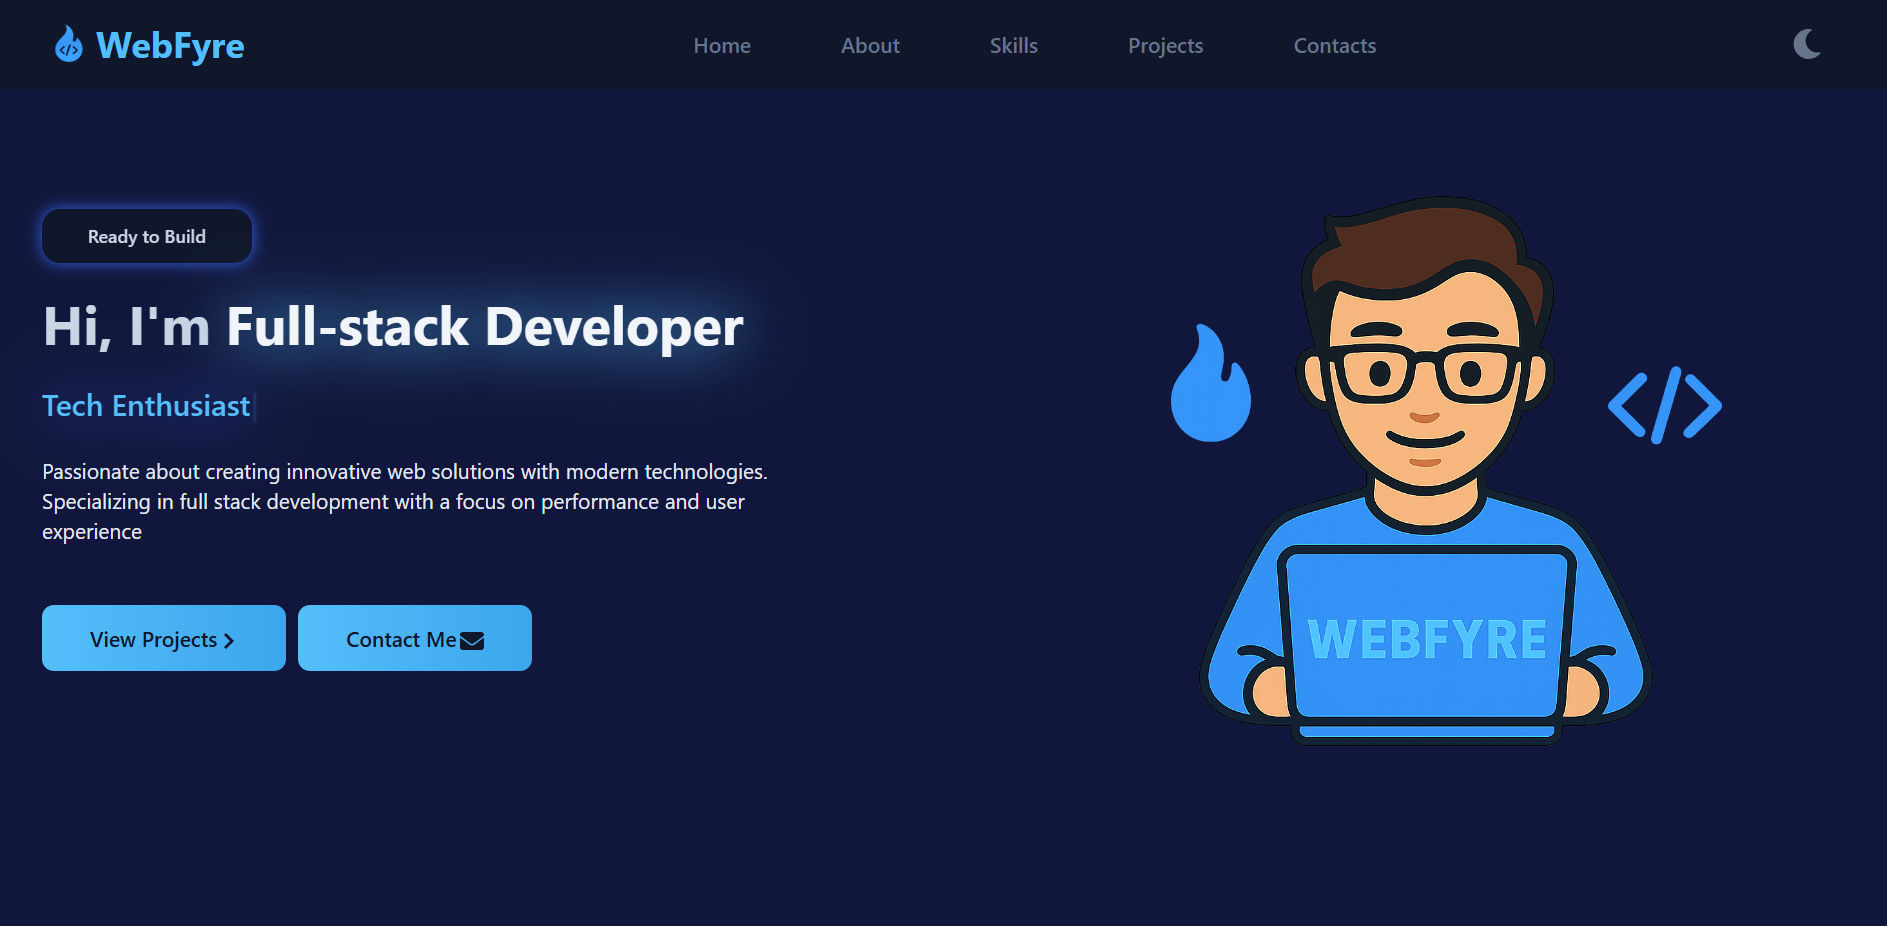 WebFyre
Home
About
Skills
Projects
Contacts
Ready to Build
Hi, I'm Full-stack Developer
Tech Enthusiast
Passionate about creating innovative web solutions with modern technologies.
Specializing in full stack development with a focus on performance and user
experience
View Projects
Contact Me
</>
WEBFYRE